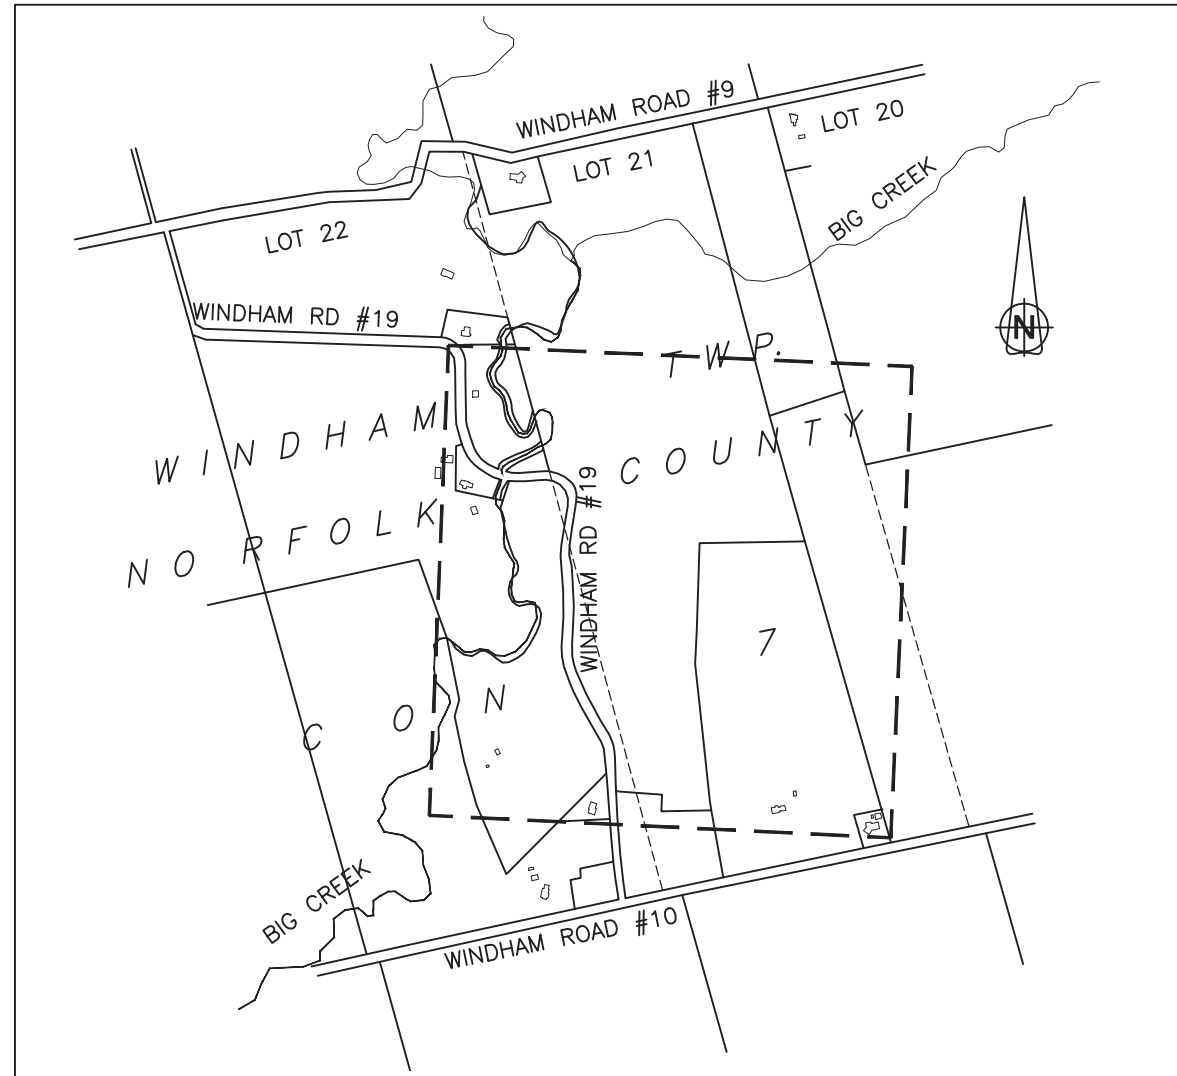 WINDHAM ROAD #9
LOT 20
LOT 21
BIG CREEK
LOT 22
N
WINDHAM RD #19
TWP.
WINDHAM
COUNTY
WINDHAM RD #19
NORFOLK
7
CON
BIG CREEK
WINDHAM ROAD #10